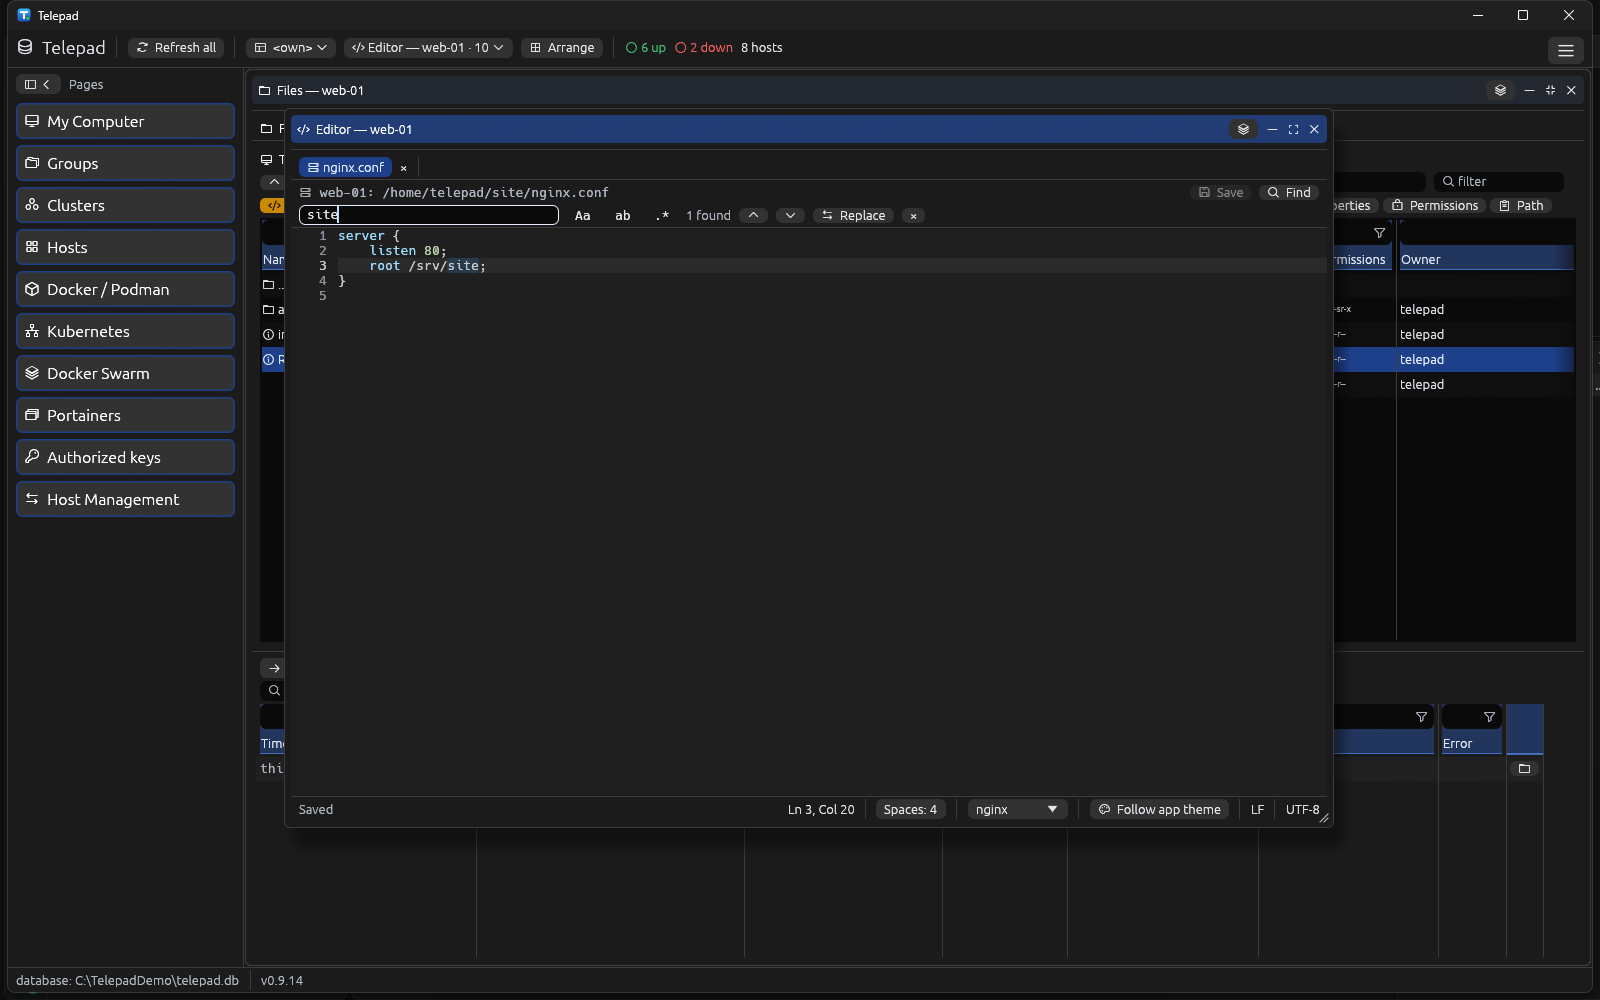 Telepad
Telepad
Refresh all
<own>
</> Editor — web-01 · 10
Arrange
6 up
2 down
8 hosts
Pages
My Computer
Groups
Clusters
Hosts
Docker / Podman
Kubernetes
Docker Swarm
Portainers
Authorized keys
Host Management
Files — web-01
</> Editor — web-01
nginx.conf
web-01: /home/telepad/site/nginx.conf
Save
Find
site
Aa
ab
.*
1 found
Replace
1 server {
2     listen 80;
3     root /srv/site;
4 }
5
filter
Permissions
Path
Owner
telepad
telepad
telepad
telepad
Error
Saved
Ln 3, Col 20
Spaces: 4
nginx
Follow app theme
LF
UTF-8
database: C:\TelepadDemo\telepad.db
v0.9.14